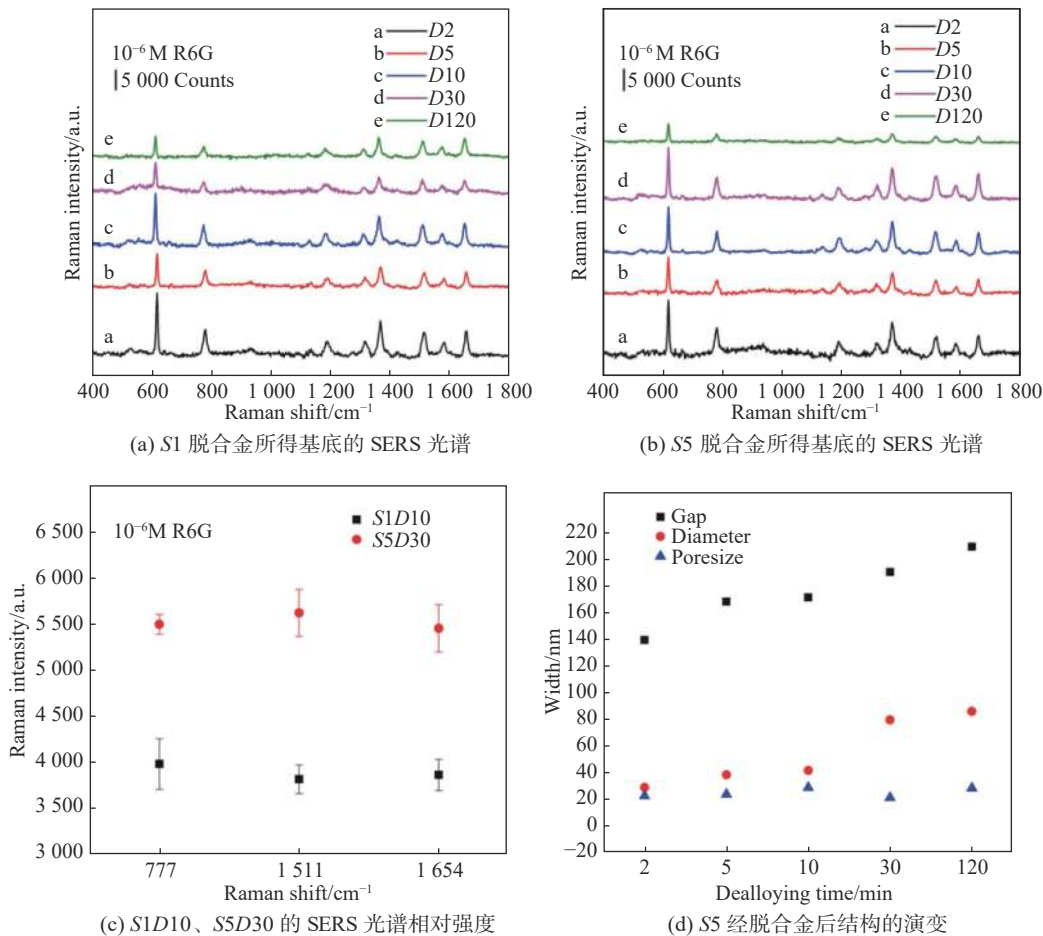 10⁻⁶ M R6G
5 000 Counts
a D2
b D5
c D10
d D30
e D120
e
d
c
b
a
Raman intensity/a.u.
400 600 800 1 000 1 200 1 400 1 600 1 800
Raman shift/cm⁻¹
(a) S1 脱合金所得基底的 SERS 光谱
10⁻⁶ M R6G
5 000 Counts
a D2
b D5
c D10
d D30
e D120
e
d
c
b
a
Raman intensity/a.u.
400 600 800 1 000 1 200 1 400 1 600 1 800
Raman shift/cm⁻¹
(b) S5 脱合金所得基底的 SERS 光谱
10⁻⁶M R6G
S1D10
S5D30
6 500
6 000
5 500
5 000
4 500
4 000
3 500
3 000
Raman intensity/a.u.
777 1 511 1 654
Raman shift/cm⁻¹
(c) S1D10、S5D30 的 SERS 光谱相对强度
Gap
Diameter
Poresize
220
200
180
160
140
120
100
80
60
40
20
0
−20
Width/nm
2 5 10 30 120
Dealloying time/min
(d) S5 经脱合金后结构的演变